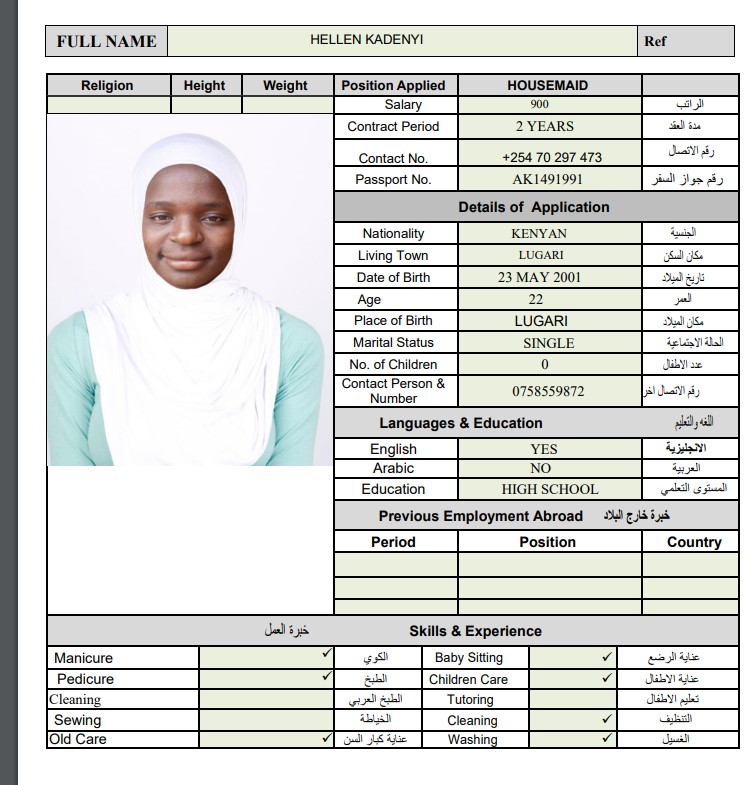 FULL NAME HELLEN KADENYI Ref
Religion Height Weight Position Applied HOUSEMAID
Salary 900 الراتب
Contract Period 2 YEARS مدة العقد
Contact No. +254 70 297 473 رقم الاتصال
Passport No. AK1491991 رقم جواز السفر
Details of Application
Nationality KENYAN الجنسية
Living Town LUGARI مكان السكن
Date of Birth 23 MAY 2001 تاريخ الميلاد
Age 22 العمر
Place of Birth LUGARI مكان الميلاد
Marital Status SINGLE الحالة الاجتماعية
No. of Children 0 عدد الاطفال
Contact Person & Number 0758559872 رقم الاتصال اخر
Languages & Education اللغه والتعليم
English YES الانجليزية
Arabic NO العربية
Education HIGH SCHOOL المستوى التعلمي
Previous Employment Abroad خبرة خارج البلاد
Period Position Country
خبرة العمل Skills & Experience
Manicure ✓ الكوي Baby Sitting ✓ عناية الرضع
Pedicure ✓ الطبخ Children Care ✓ عناية الاطفال
Cleaning الطبخ العربي Tutoring تعليم الاطفال
Sewing الخياطة Cleaning ✓ التنظيف
Old Care ✓ عناية كبار السن Washing ✓ الغسيل